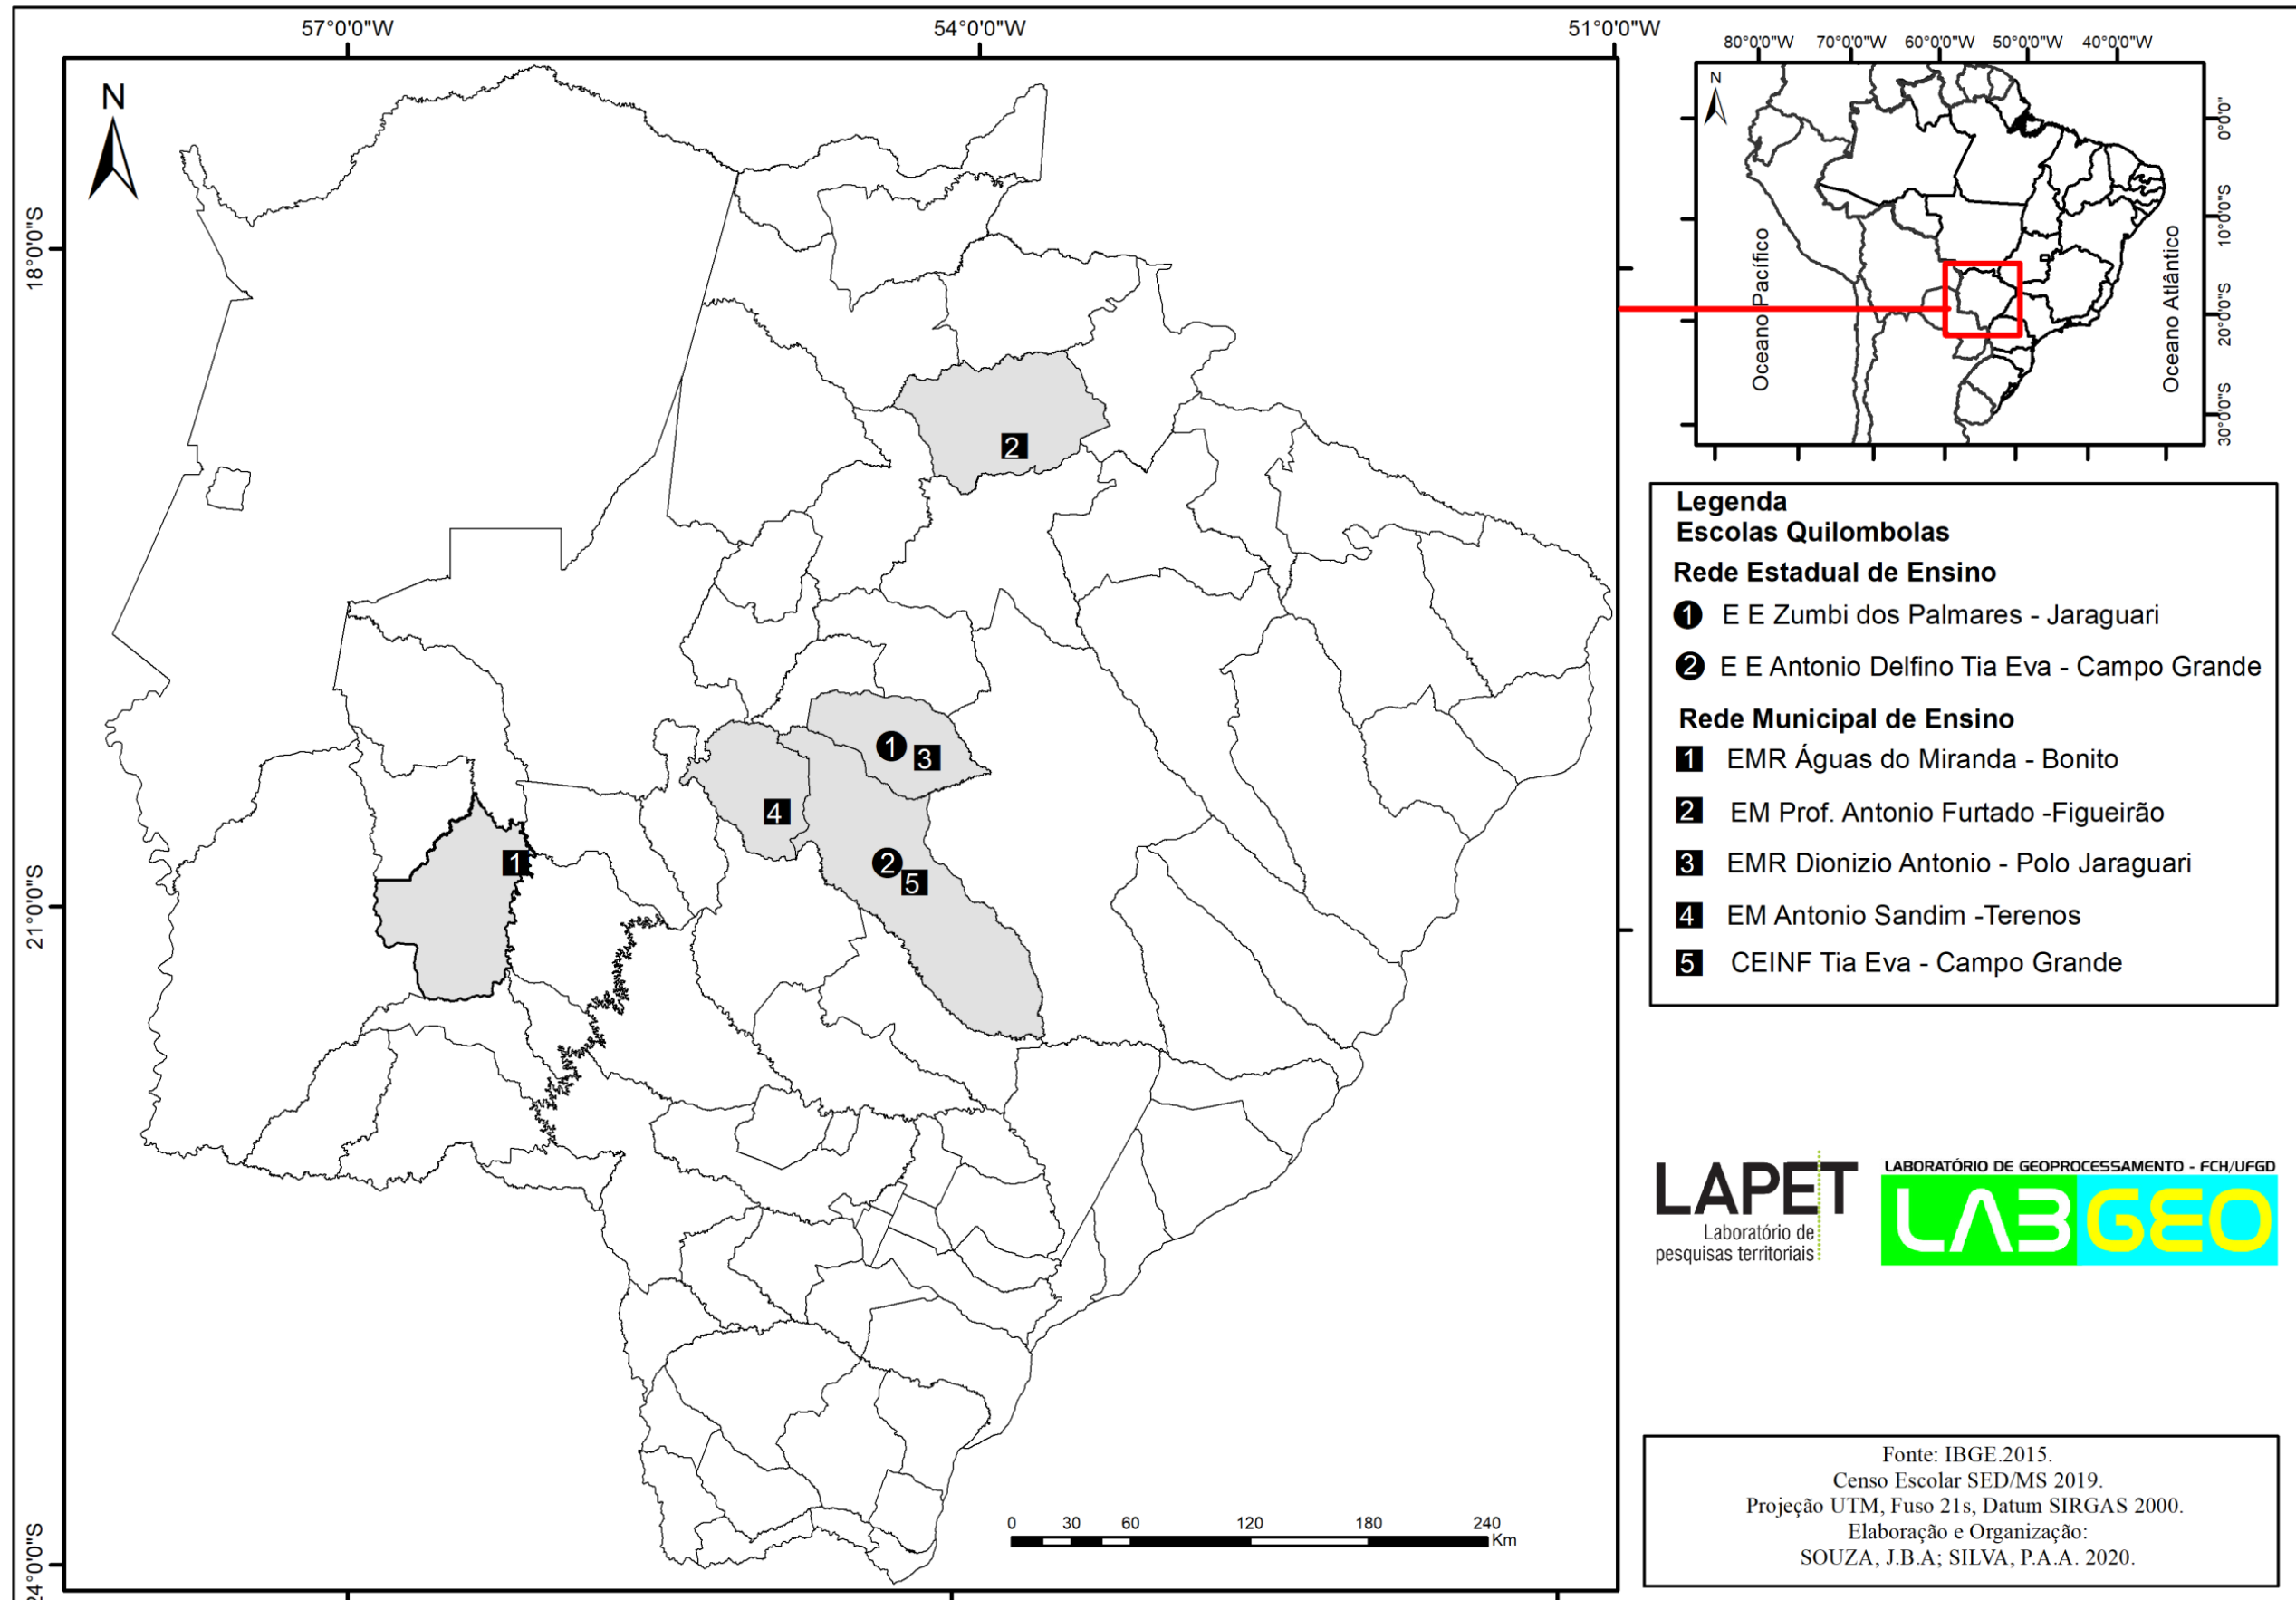 57°0'0"W
54°0'0"W
51°0'0"W
N
18°0'0"S
21°0'0"S
24°0'0"S
2
1
3
4
1
2
5
0 30 60 120 180 240
Km
80°0'0"W 70°0'0"W 60°0'0"W 50°0'0"W 40°0'0"W
N
0°0'0"
10°0'0"S
20°0'0"S
30°0'0"S
Oceano Pacífico
Oceano Atlântico
Legenda
Escolas Quilombolas
Rede Estadual de Ensino
1 E E Zumbi dos Palmares - Jaraguari
2 E E Antonio Delfino Tia Eva - Campo Grande
Rede Municipal de Ensino
1 EMR Águas do Miranda - Bonito
2 EM Prof. Antonio Furtado -Figueirão
3 EMR Dionizio Antonio - Polo Jaraguari
4 EM Antonio Sandim -Terenos
5 CEINF Tia Eva - Campo Grande
LAPET
Laboratório de
pesquisas territoriais
LABORATÓRIO DE GEOPROCESSAMENTO - FCH/UFGD
LABGEO
Fonte: IBGE.2015.
Censo Escolar SED/MS 2019.
Projeção UTM, Fuso 21s, Datum SIRGAS 2000.
Elaboração e Organização:
SOUZA, J.B.A; SILVA, P.A.A. 2020.